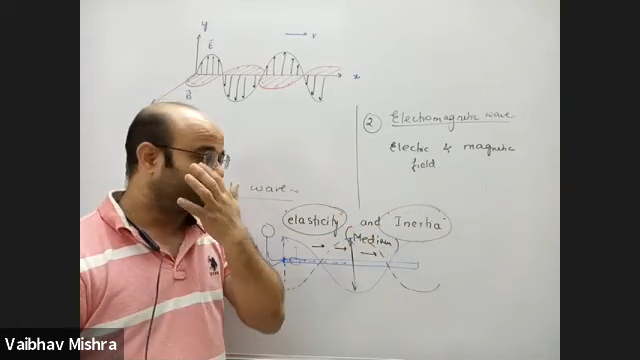 y
E
v
x
B
② Electromagnetic wave
Electric & magnetic
field
wave
elasticity and Inertia
(Medium)
Vaibhav Mishra